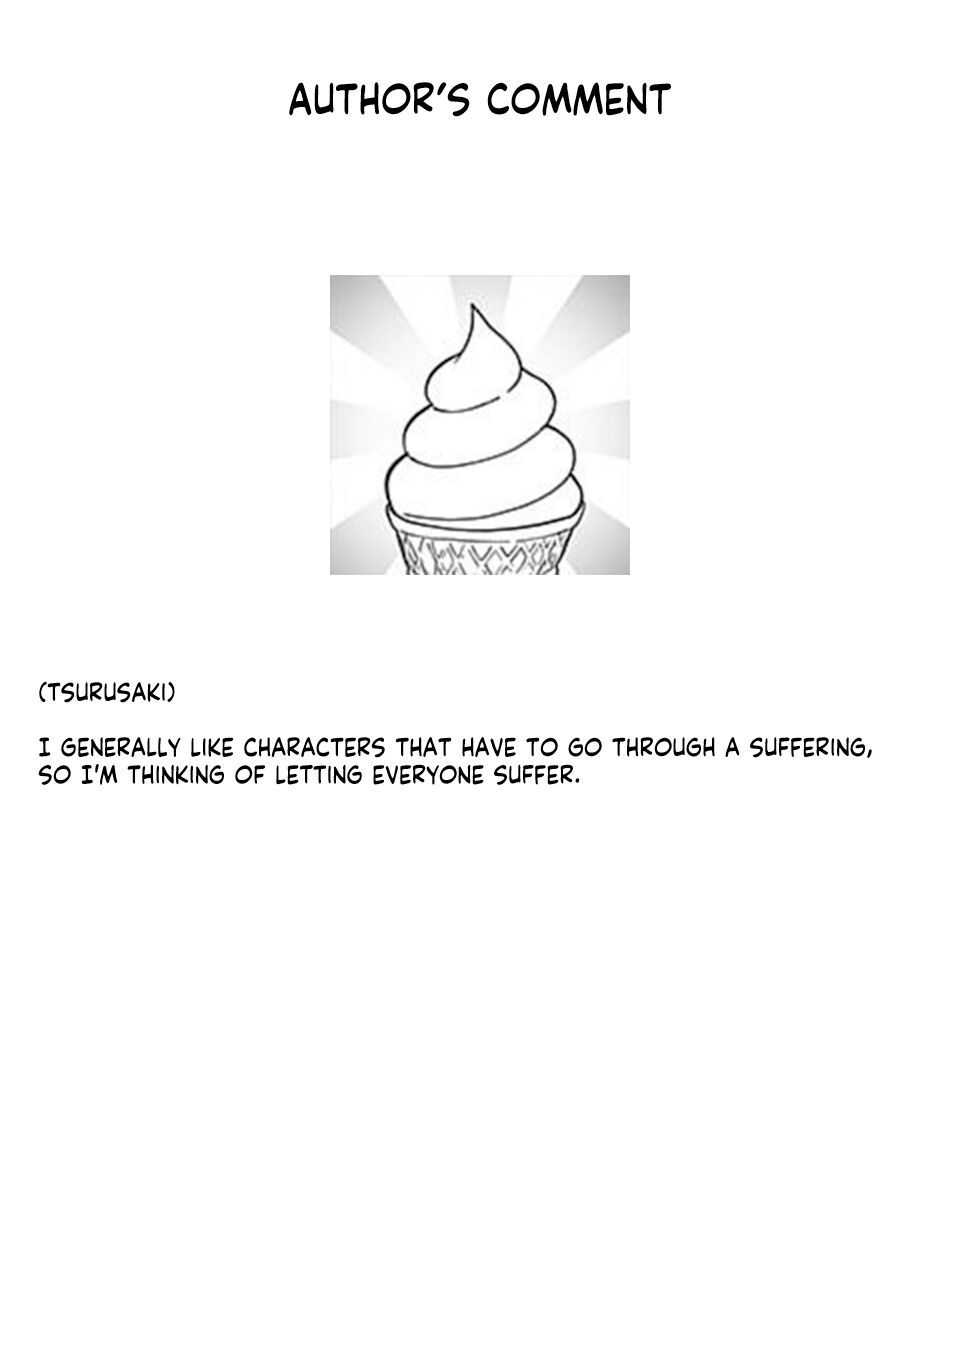 AUTHOR'S COMMENT
(TSURUSAKI)
I GENERALLY LIKE CHARACTERS THAT HAVE TO GO THROUGH A SUFFERING,
SO I'M THINKING OF LETTING EVERYONE SUFFER.